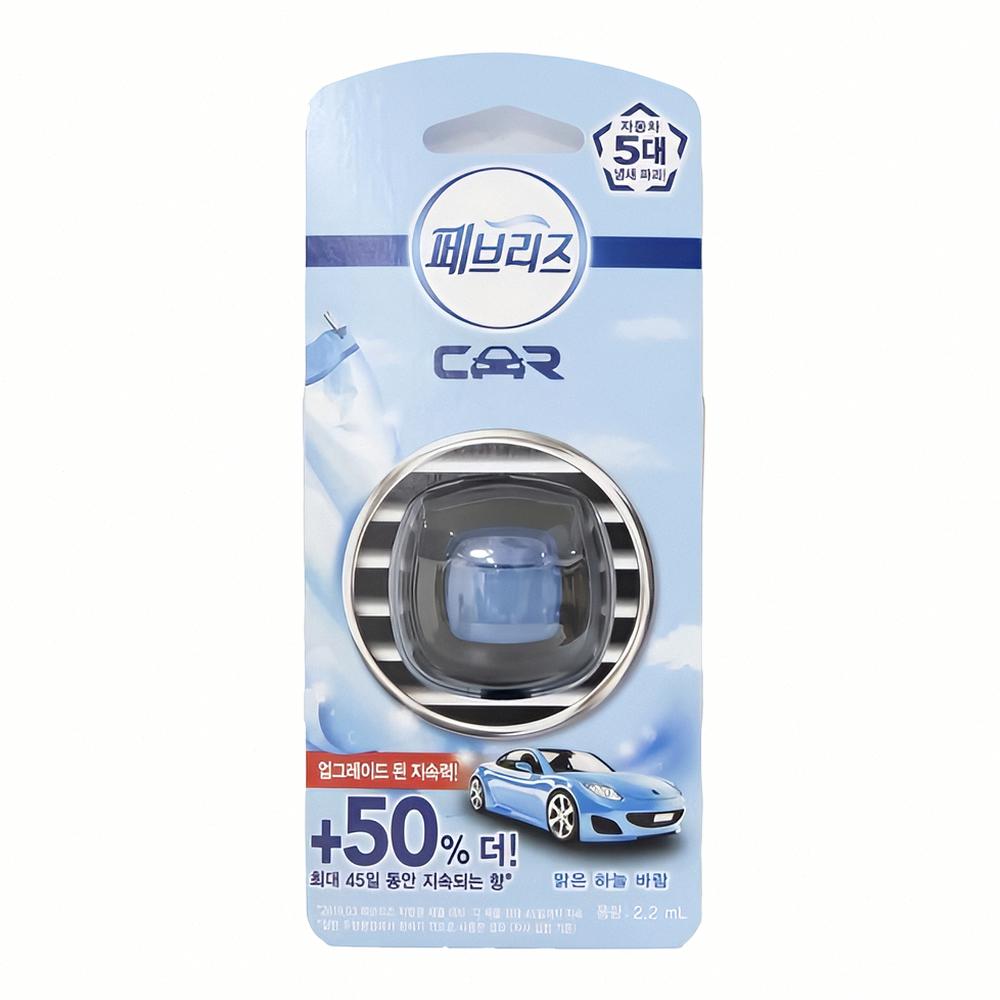 자동차
5대
냄새 파괴!
페브리즈
CAR
업그레이드 된 지속력!
+50% 더!
최대 45일 동안 지속되는 향*
맑은 하늘 바람
용량 : 2.2 mL